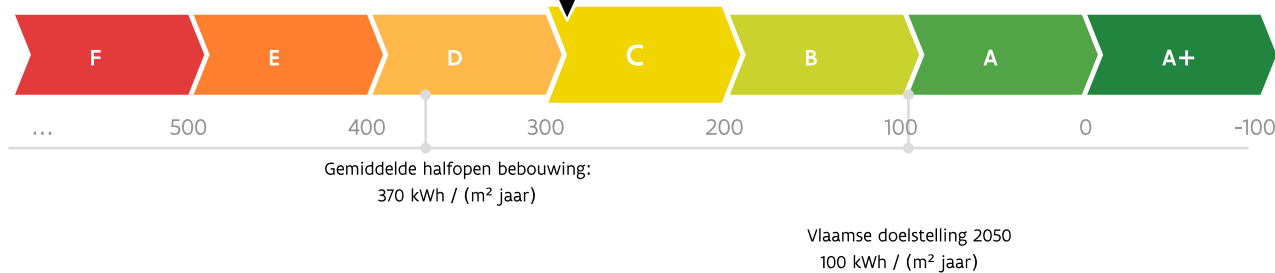 F E D C B A A+
... 500 400 300 200 100 0 -100
Gemiddelde halfopen bebouwing:
370 kWh / (m² jaar)
Vlaamse doelstelling 2050
100 kWh / (m² jaar)